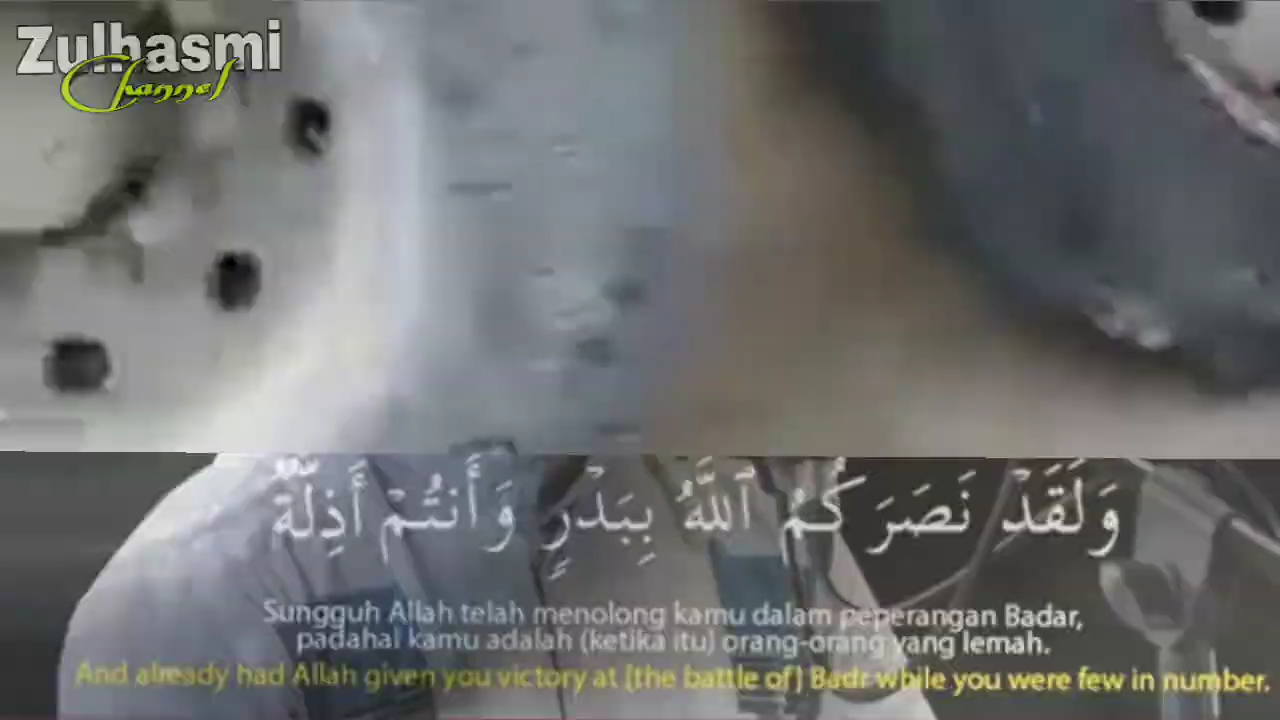 Zulhasmi
Channel
وَلَقَدْ نَصَرَكُمُ ٱللَّهُ بِبَدْرٍ وَأَنتُمْ أَذِلَّةٌ
Sungguh Allah telah menolong kamu dalam peperangan Badar,
padahal kamu adalah (ketika itu) orang-orang yang lemah.
And already had Allah given you victory at [the battle of] Badr while you were few in number.